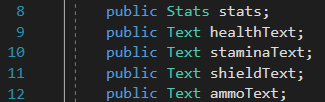 8 public Stats stats;
9 public Text healthText;
10 public Text staminaText;
11 public Text shieldText;
12 public Text ammoText;